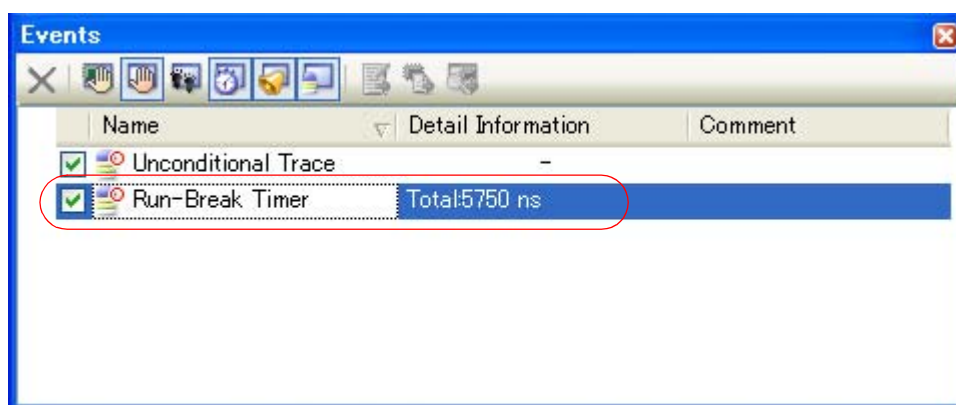 Events
Name Detail Information Comment
Unconditional Trace -
Run-Break Timer Total:5750 ns